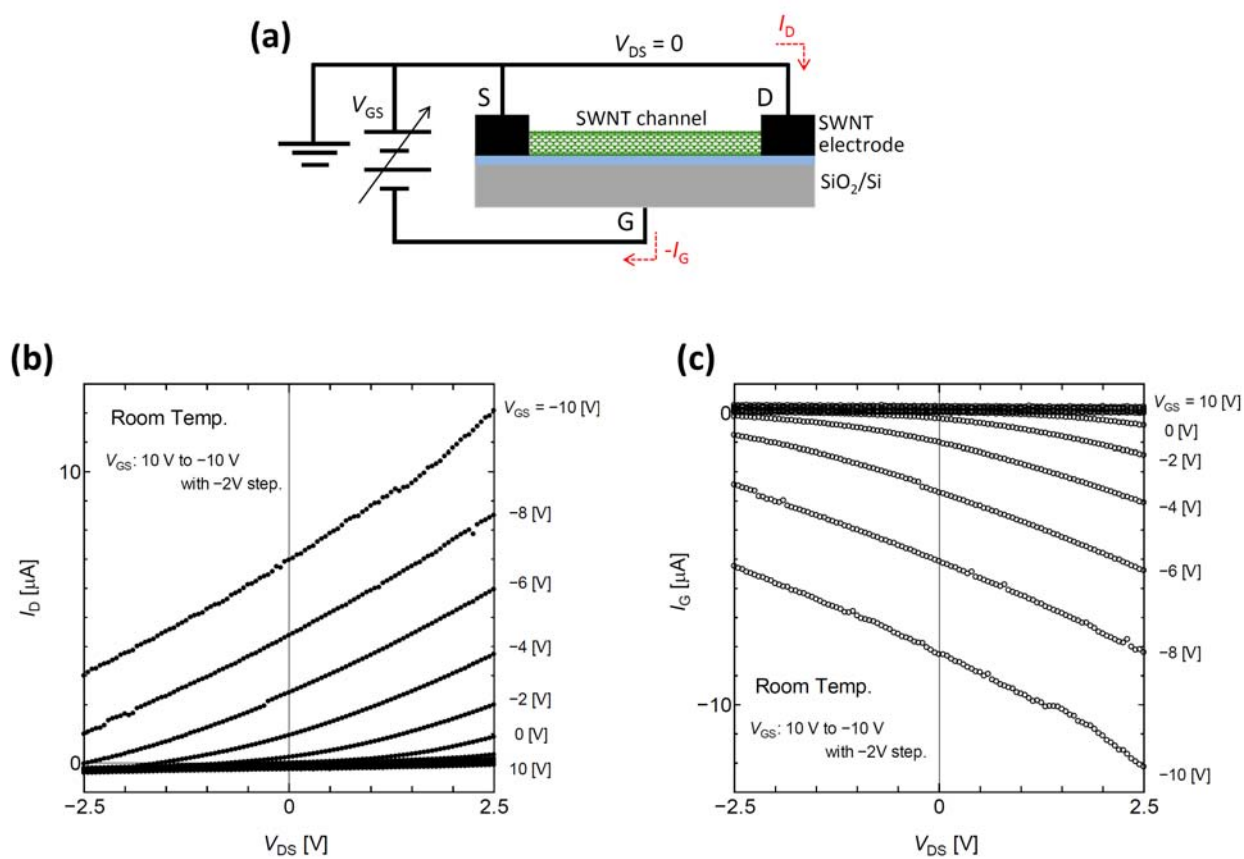 (a)
I_D
V_DS = 0
V_GS
S
D
SWNT channel
SWNT
electrode
SiO₂/Si
G
-I_G
(b)
Room Temp.
V_GS: 10 V to −10 V
with −2V step.
V_GS = −10 [V]
−8 [V]
−6 [V]
−4 [V]
−2 [V]
0 [V]
10 [V]
10
0
I_D [μA]
−2.5
0
2.5
V_DS [V]
(c)
V_GS = 10 [V]
0 [V]
−2 [V]
−4 [V]
−6 [V]
−8 [V]
−10 [V]
Room Temp.
V_GS: 10 V to −10 V
with −2V step.
0
−10
I_G [μA]
−2.5
0
2.5
V_DS [V]